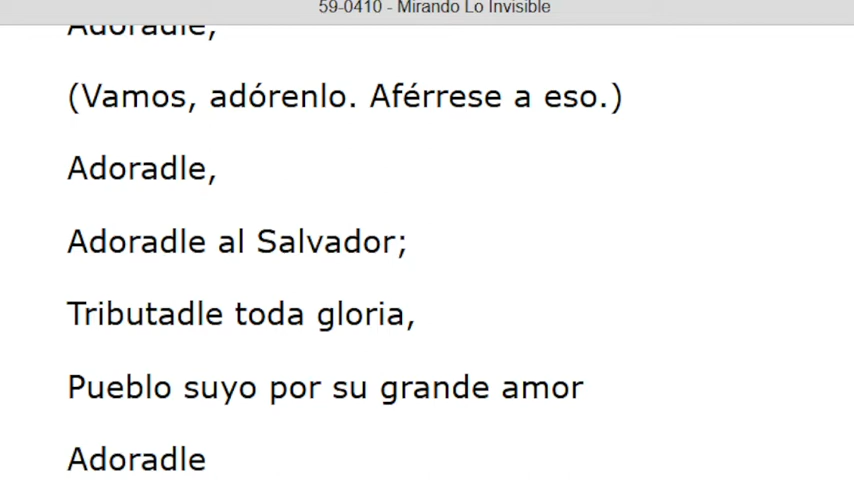 59-0410 - Mirando Lo Invisible
Adoradle,
(Vamos, adórenlo. Aférrese a eso.)
Adoradle,
Adoradle al Salvador;
Tributadle toda gloria,
Pueblo suyo por su grande amor
Adoradle